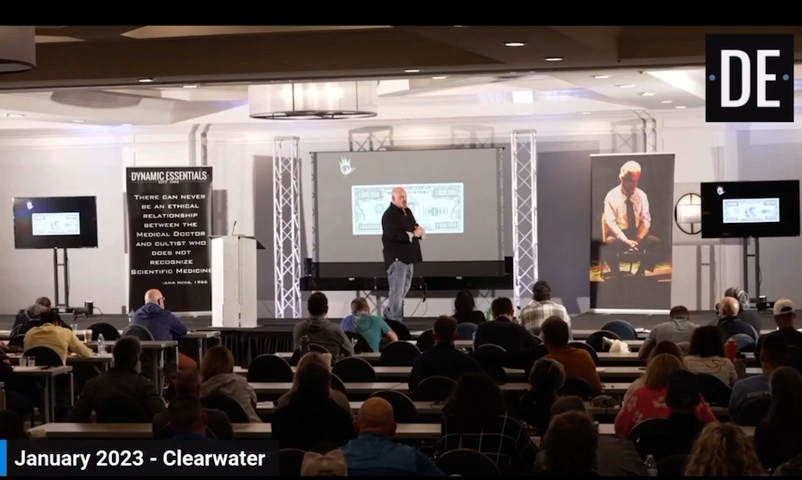 DE
DYNAMIC ESSENTIALS
THERE CAN NEVER
BE AN ETHICAL
RELATIONSHIP
BETWEEN THE
MEDICAL DOCTOR
AND CULTIST WHO
DOES NOT
RECOGNIZE
SCIENTIFIC MEDICINE
January 2023 - Clearwater